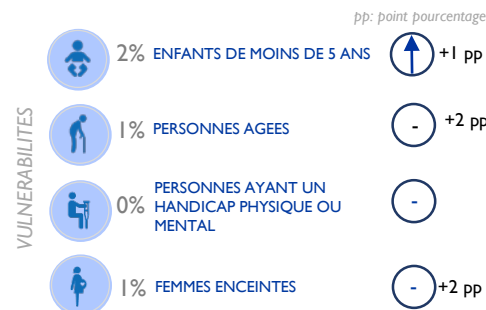 pp: point pourcentage
VULNERABILITES
2% ENFANTS DE MOINS DE 5 ANS +1 pp
1% PERSONNES AGEES - +2 pp
PERSONNES AYANT UN
0% HANDICAP PHYSIQUE OU -
MENTAL
1% FEMMES ENCEINTES - +2 pp